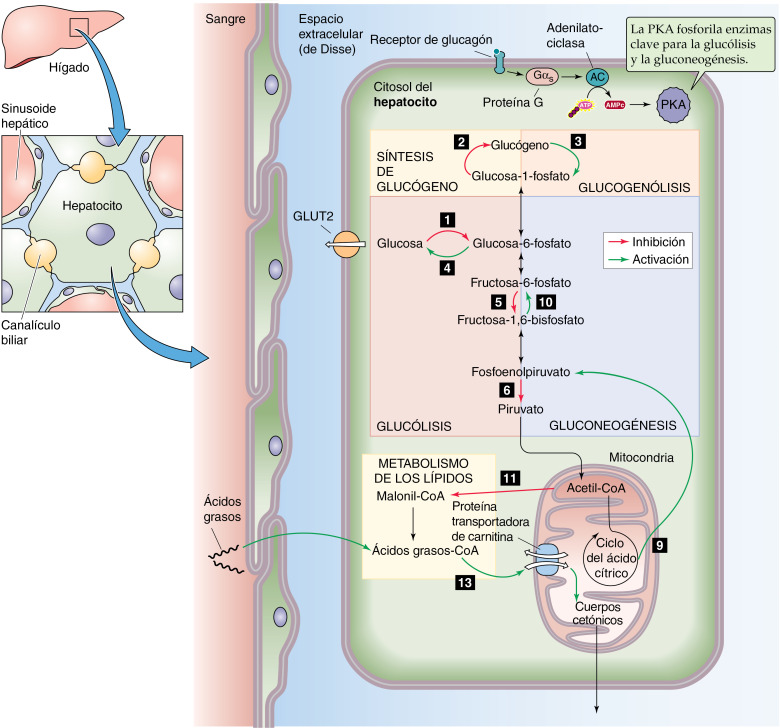 Sangre
Espacio
extracelular
(de Disse)
Receptor de glucagón
Adenilato-
ciclasa
La PKA fosforila enzimas
clave para la glucólisis
y la gluconeogénesis.
Hígado
Gαs
AC
Citosol del
hepatocito
Proteína G
ATP
AMPc
PKA
Sinusoide
hepático
Hepatocito
Canalículo
biliar
SÍNTESIS
DE
GLUCÓGENO
2
Glucógeno
3
Glucosa-1-fosfato
GLUCOGENÓLISIS
GLUT2
1
Glucosa
Glucosa-6-fosfato
4
Inhibición
Activación
Fructosa-6-fosfato
5
10
Fructosa-1,6-bisfosfato
Fosfoenolpiruvato
6
Piruvato
GLUCÓLISIS
GLUCONEOGÉNESIS
Mitocondria
METABOLISMO
DE LOS LÍPIDOS
11
Acetil-CoA
Malonil-CoA
Ácidos
grasos
Proteína
transportadora
de carnitina
Ácidos grasos-CoA
Ciclo
del ácido
cítrico
9
13
Cuerpos
cetónicos